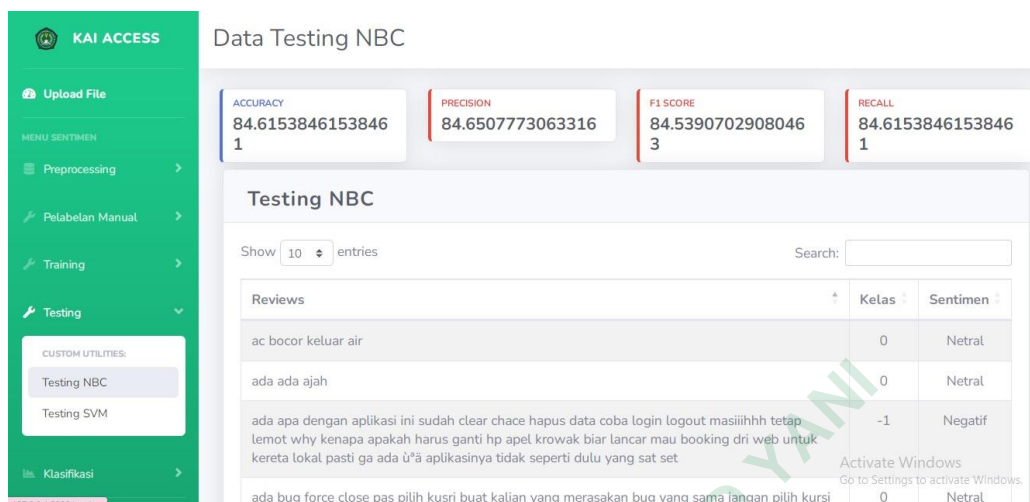 KAI ACCESS
Data Testing NBC
Upload File
MENU SENTIMEN
Preprocessing
Pelabelan Manual
Training
Testing
CUSTOM UTILITIES:
Testing NBC
Testing SVM
Klasifikasi
ACCURACY
84.6153846153846
1
PRECISION
84.6507773063316
F1 SCORE
84.5390702908046
3
RECALL
84.6153846153846
1
Testing NBC
Show 10 entries
Search:
Reviews Kelas Sentimen
ac bocor keluar air 0 Netral
ada ada ajah 0 Netral
ada apa dengan aplikasi ini sudah clear chace hapus data coba login logout masiiihhh tetap -1 Negatif
lemot why kenapa apakah harus ganti hp apel krowak biar lancar mau booking dri web untuk
kereta lokal pasti ga ada ùªä aplikasinya tidak seperti dulu yang sat set
ada bug force close pas pilih kusri buat kalian yang merasakan bug yang sama jangan pilih kursi 0 Netral
Activate Windows
Go to Settings to activate Windows.
YANI